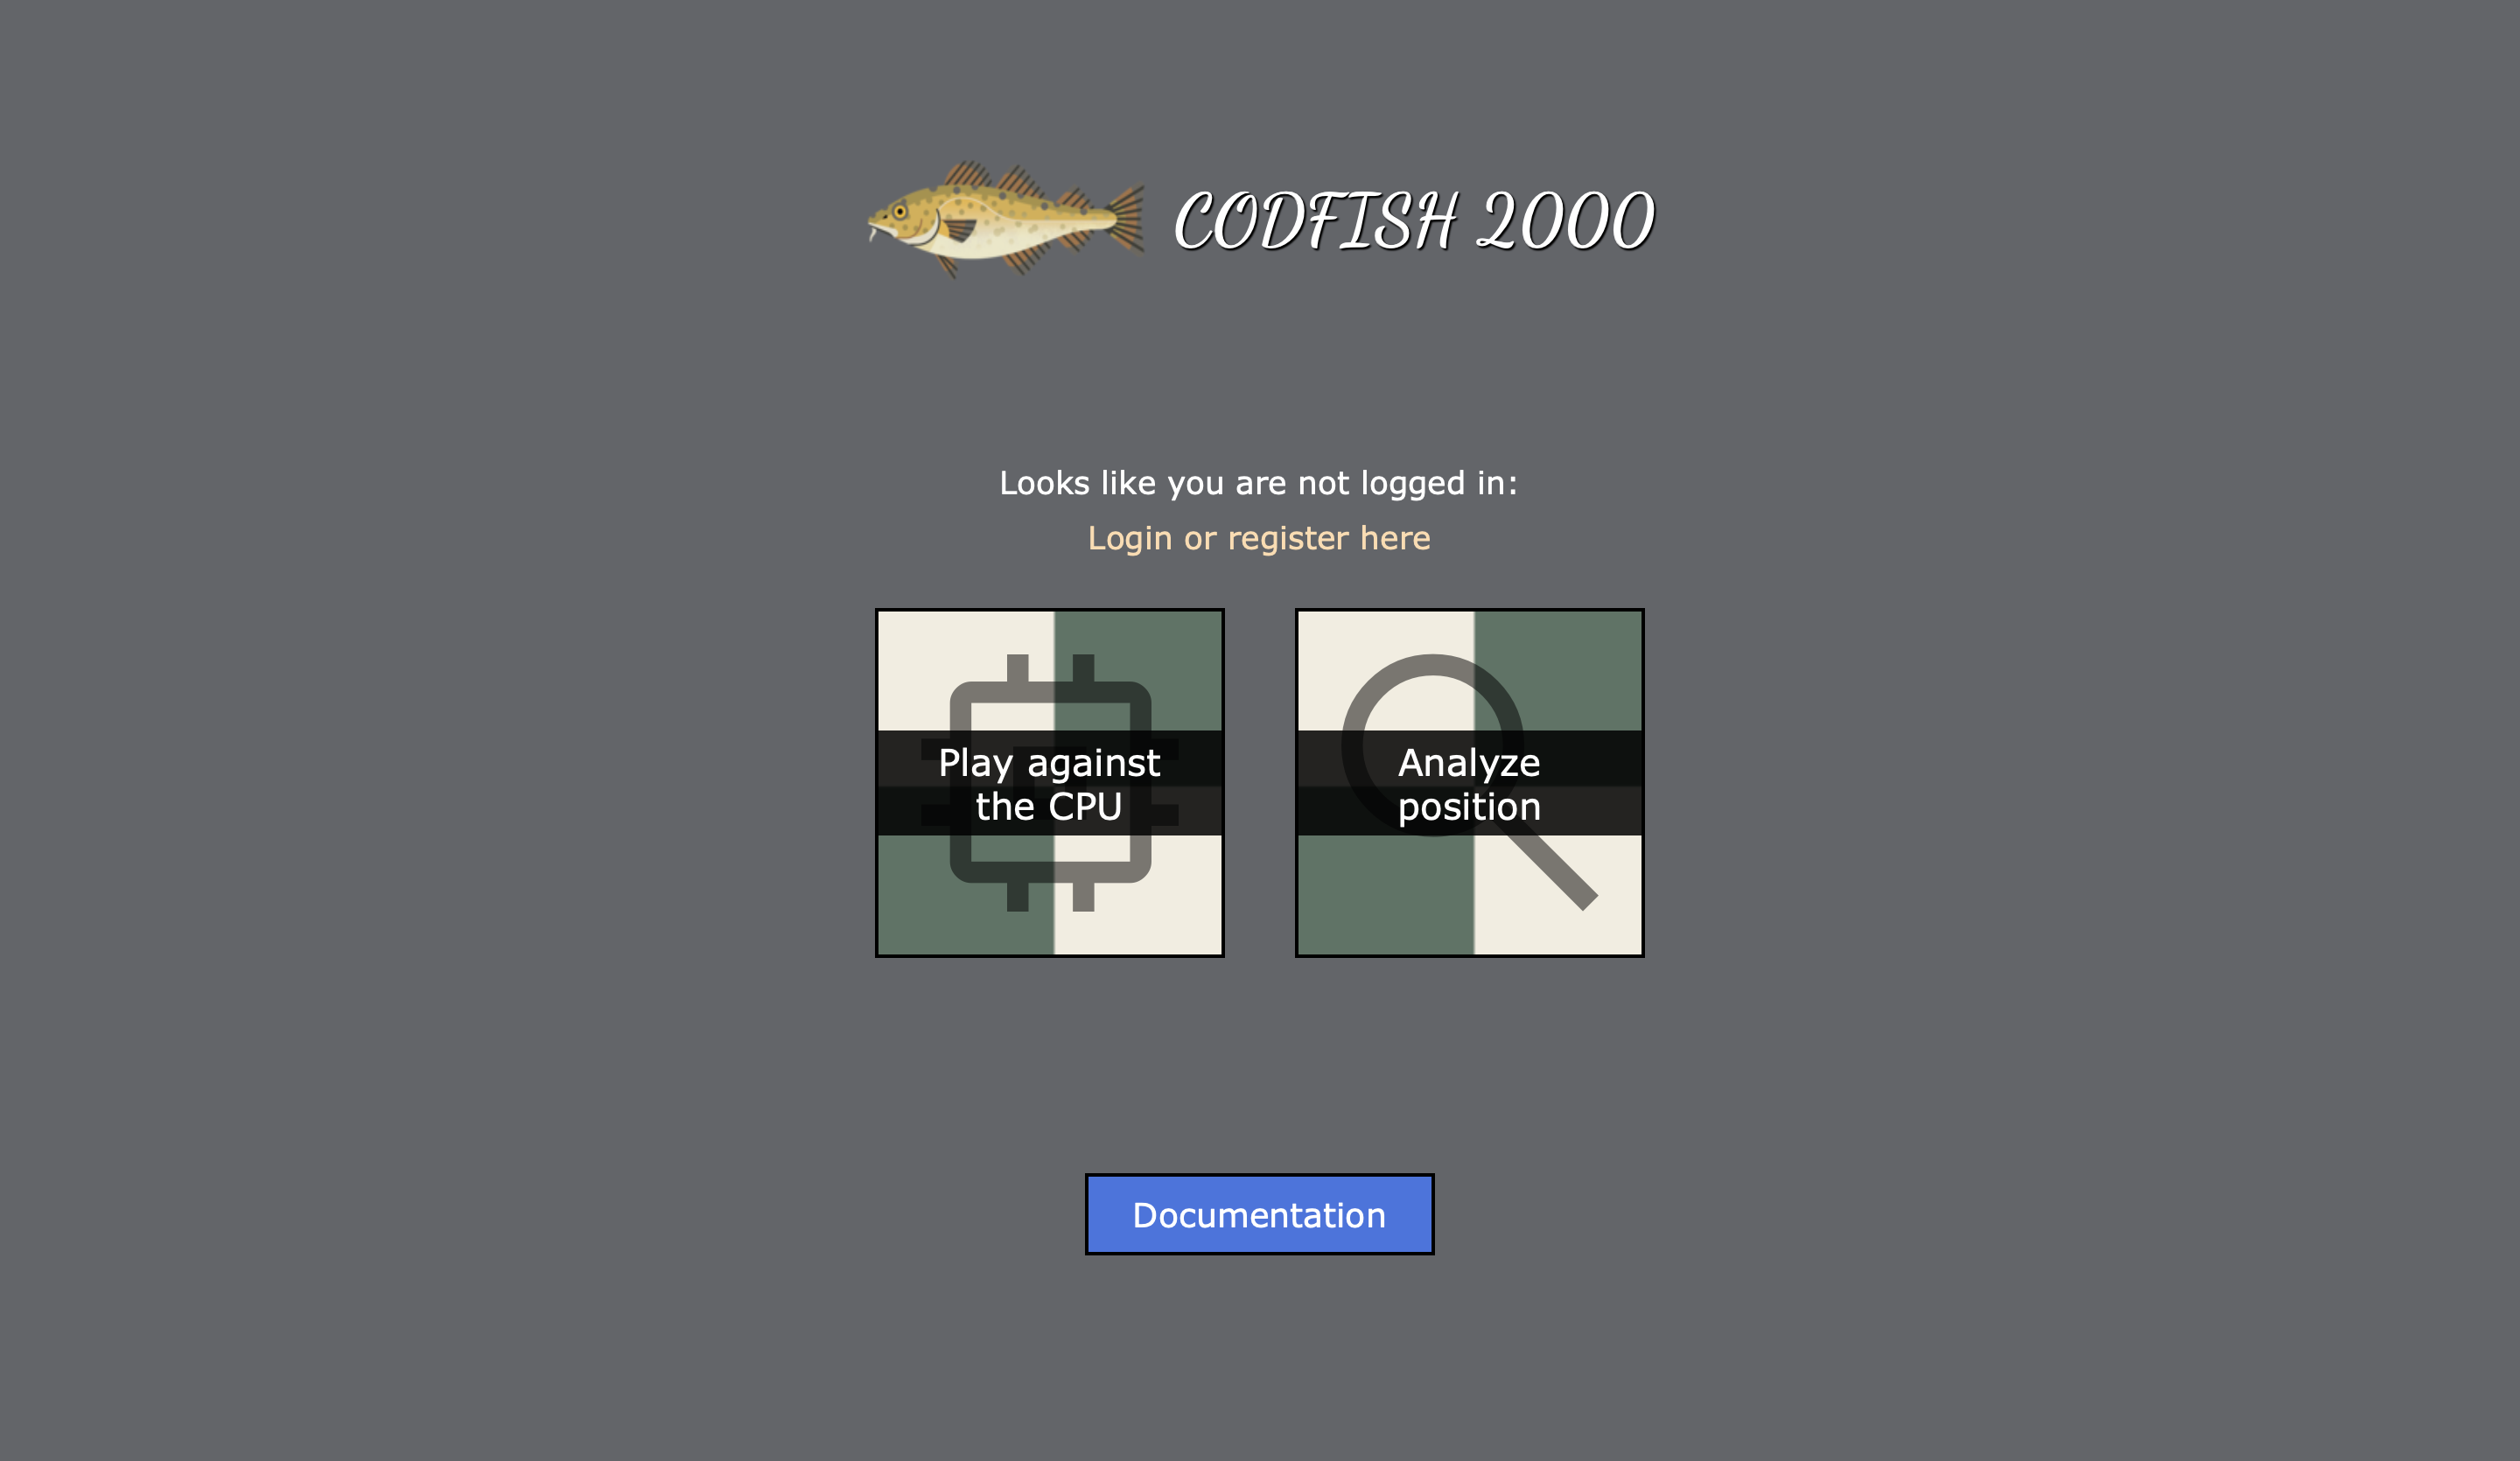 CODFISH 2000
Looks like you are not logged in:
Login or register here
Play against
the CPU
Analyze
position
Documentation